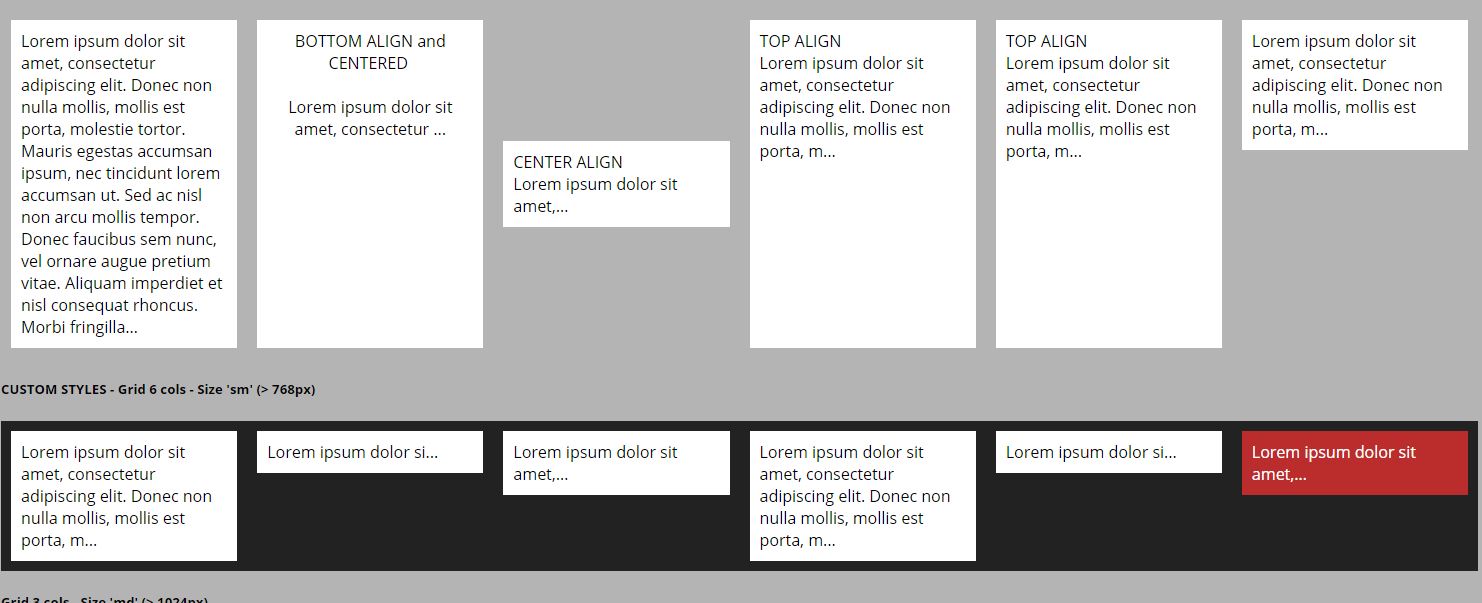 Lorem ipsum dolor sit
amet, consectetur
adipiscing elit. Donec non
nulla mollis, mollis est
porta, molestie tortor.
Mauris egestas accumsan
ipsum, nec tincidunt lorem
accumsan ut. Sed ac nisl
non arcu mollis tempor.
Donec faucibus sem nunc,
vel ornare augue pretium
vitae. Aliquam imperdiet et
nisl consequat rhoncus.
Morbi fringilla...
BOTTOM ALIGN and
CENTERED
Lorem ipsum dolor sit
amet, consectetur ...
CENTER ALIGN
Lorem ipsum dolor sit
amet,...
TOP ALIGN
Lorem ipsum dolor sit
amet, consectetur
adipiscing elit. Donec non
nulla mollis, mollis est
porta, m...
TOP ALIGN
Lorem ipsum dolor sit
amet, consectetur
adipiscing elit. Donec non
nulla mollis, mollis est
porta, m...
Lorem ipsum dolor sit
amet, consectetur
adipiscing elit. Donec non
nulla mollis, mollis est
porta, m...
CUSTOM STYLES - Grid 6 cols - Size 'sm' (> 768px)
Lorem ipsum dolor sit
amet, consectetur
adipiscing elit. Donec non
nulla mollis, mollis est
porta, m...
Lorem ipsum dolor si...
Lorem ipsum dolor sit
amet,...
Lorem ipsum dolor sit
amet, consectetur
adipiscing elit. Donec non
nulla mollis, mollis est
porta, m...
Lorem ipsum dolor si...
Lorem ipsum dolor sit
amet,...
Grid 3 cols - Size 'md' (> 1024px)